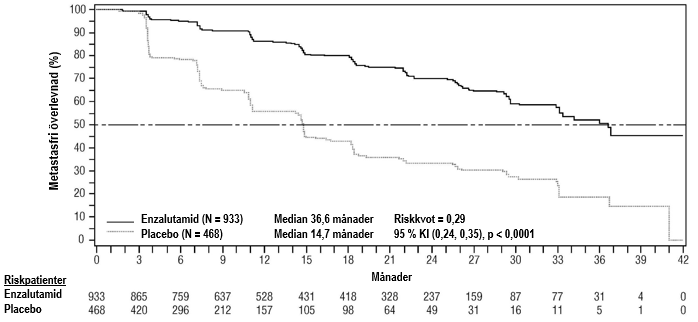 Metastasfri överlevnad (%)
100
90
80
70
60
50
40
30
20
10
0
Enzalutamid (N = 933) Median 36,6 månader Riskkvot = 0,29
Placebo (N = 468) Median 14,7 månader 95 % KI (0,24, 0,35), p < 0,0001
0 3 6 9 12 15 18 21 24 27 30 33 36 39 42
Månader
Riskpatienter
Enzalutamid 933 865 759 637 528 431 418 328 237 159 87 77 31 4 0
Placebo 468 420 296 212 157 105 98 64 49 31 16 11 5 1 0